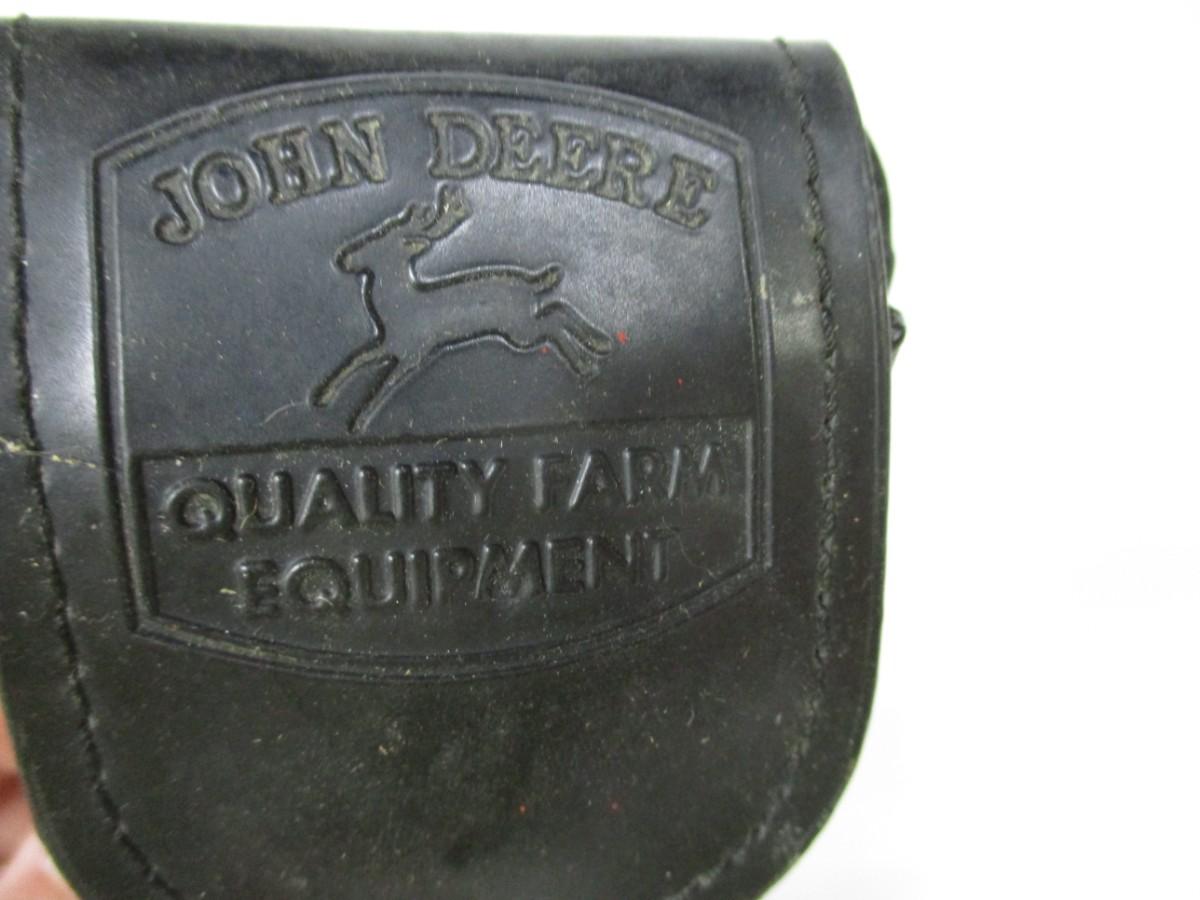 JOHN DEERE
QUALITY FARM
EQUIPMENT